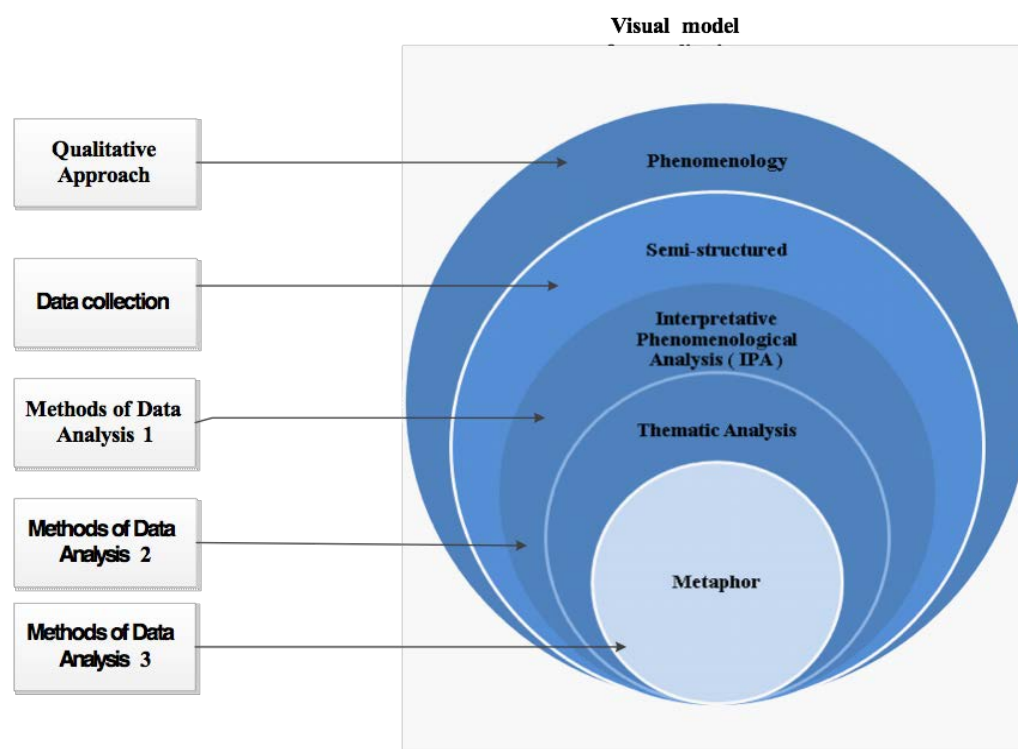 Visual model
Qualitative
Approach
Phenomenology
Semi-structured
Data collection
Interpretative
Phenomenological
Analysis ( IPA )
Methods of Data
Analysis 1
Thematic Analysis
Methods of Data
Analysis 2
Metaphor
Methods of Data
Analysis 3